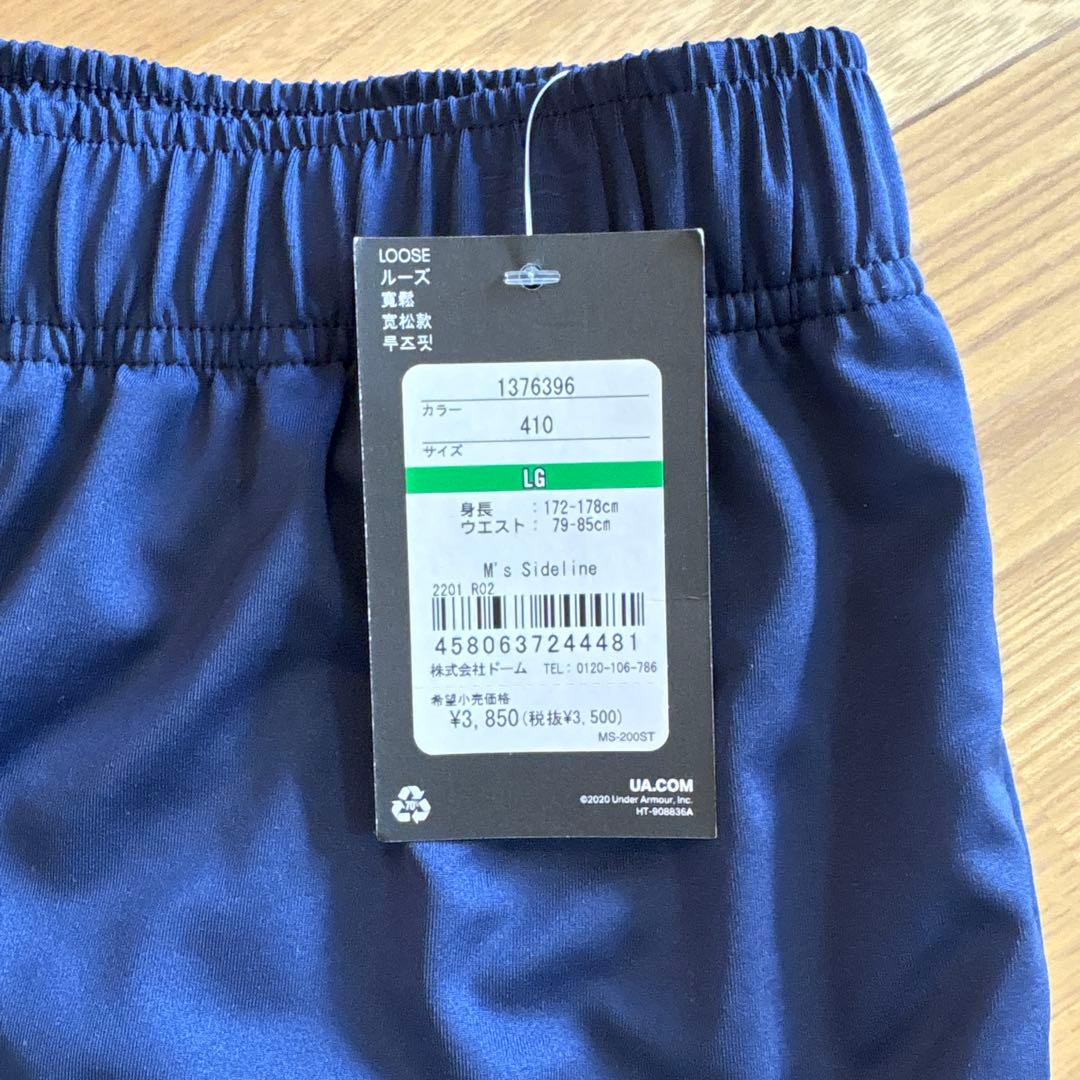 LOOSE
ルーズ
寬鬆
宽松款
루즈핏
1376396
カラー
410
サイズ
LG
身長 : 172-178cm
ウエスト : 79-85cm
M's Sideline
2201 R02
4580637244481
株式会社ドーム TEL: 0120-106-786
希望小売価格
¥3,850(税抜¥3,500)
MS-200ST
70%
UA.COM
©2020 Under Armour, Inc.
HT-908836A